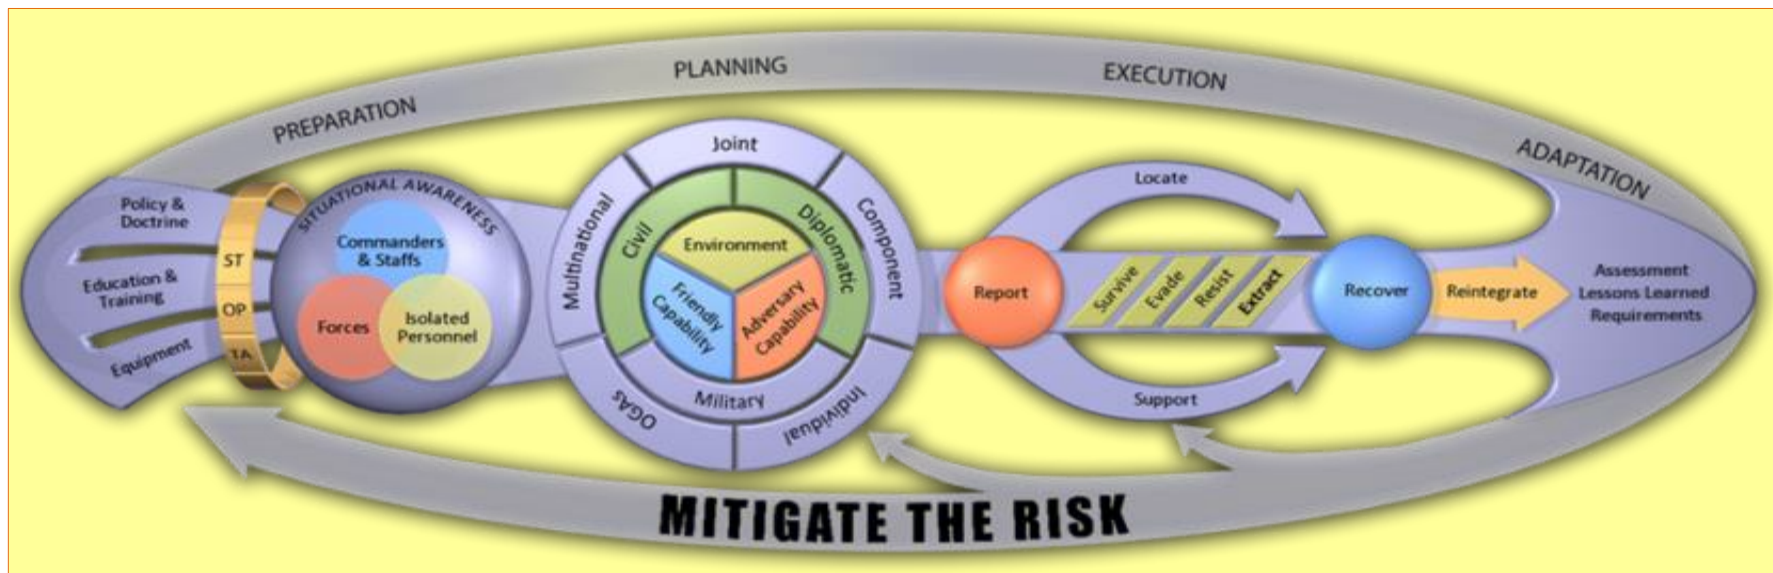 PREPARATION
PLANNING
EXECUTION
ADAPTATION
Policy &
Doctrine
Education &
Training
Equipment
ST
OP
TA
SITUATIONAL AWARENESS
Commanders
& Staffs
Forces
Isolated
Personnel
Joint
Multinational
Component
OGAs
Individual
Civil
Diplomatic
Military
Environment
Friendly
Capability
Adversary
Capability
Report
Locate
Survive
Evade
Resist
Extract
Support
Recover
Reintegrate
Assessment
Lessons Learned
Requirements
MITIGATE THE RISK